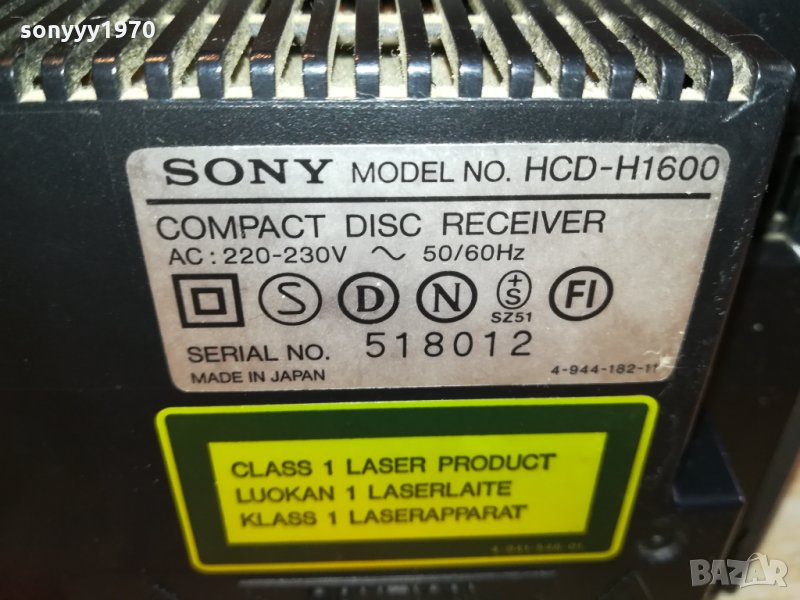 sonyyy1970
SONY MODEL NO. HCD-H1600
COMPACT DISC RECEIVER
AC: 220-230V ~ 50/60Hz
S D N +S FI
SZ51
SERIAL NO. 518012
MADE IN JAPAN 4-944-182-11
CLASS 1 LASER PRODUCT
LUOKAN 1 LASERLAITE
KLASS 1 LASERAPPARAT
BAZAR